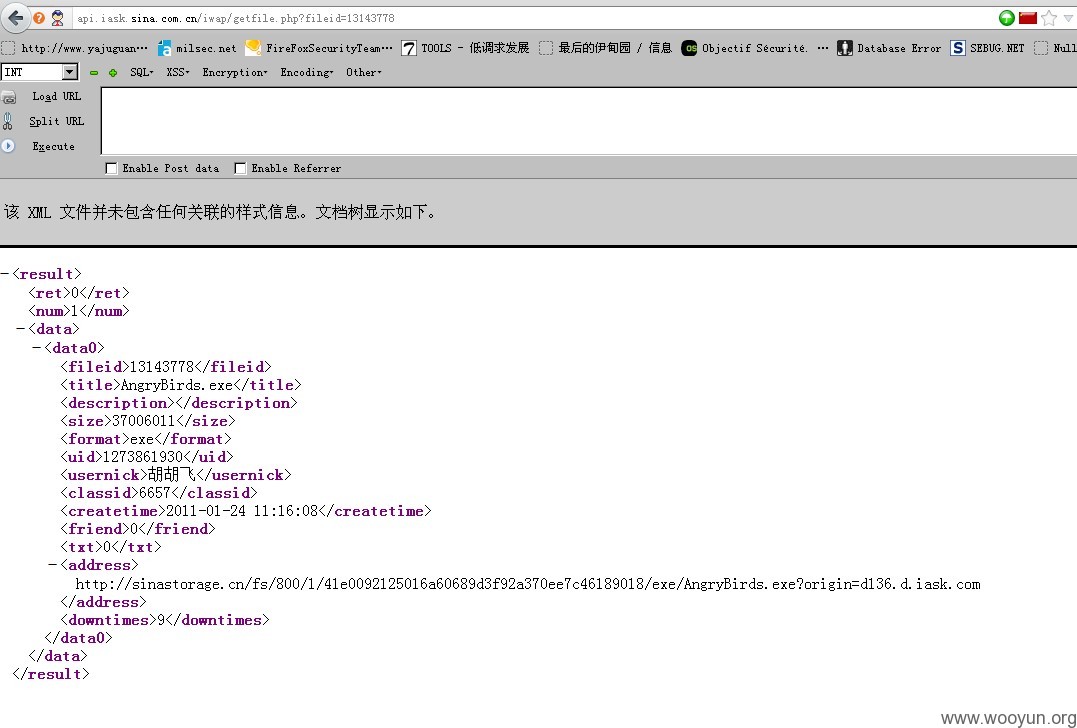 api.iask.sina.com.cn/iwap/getfile.php?fileid=13143778
http://www.yajuguan… milsec.net FireFoxSecurityTeam… TOOLS - 低调求发展 最后的伊甸园 / 信息 Objectif Sécurité. … Database Error SEBUG.NET Null
INT SQL XSS Encryption Encoding Other
Load URL
Split URL
Execute
Enable Post data Enable Referrer
该 XML 文件并未包含任何关联的样式信息。文档树显示如下。
−<result>
<ret>0</ret>
<num>1</num>
−<data>
−<data0>
<fileid>13143778</fileid>
<title>AngryBirds.exe</title>
<description></description>
<size>37006011</size>
<format>exe</format>
<uid>1273861930</uid>
<usernick>胡胡飞</usernick>
<classid>6657</classid>
<createtime>2011-01-24 11:16:08</createtime>
<friend>0</friend>
<txt>0</txt>
−<address>
http://sinastorage.cn/fs/800/1/41e0092125016a60689d3f92a370ee7c46189018/exe/AngryBirds.exe?origin=d136.d.iask.com
</address>
<downtimes>9</downtimes>
</data0>
</data>
</result>
www.wooyun.org